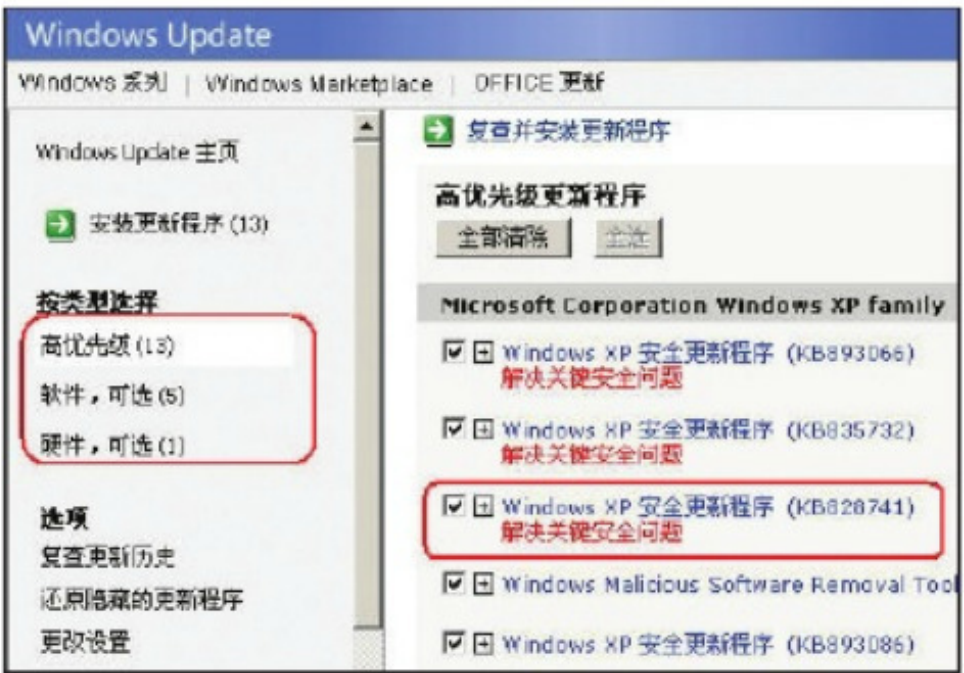 Windows Update
Windows 系列 | Windows Marketplace | OFFICE 更新
Windows Update 主页
安装更新程序 (13)
按类型选择
高优先级 (13)
软件，可选 (5)
硬件，可选 (1)
选项
复查更新历史
还原隐藏的更新程序
更改设置
复查并安装更新程序
高优先级更新程序
全部清除 全选
Microsoft Corporation Windows XP family
Windows XP 安全更新程序 (KB893066)
解决关键安全问题
Windows XP 安全更新程序 (KB835732)
解决关键安全问题
Windows XP 安全更新程序 (KB828741)
解决关键安全问题
Windows Malicious Software Removal Tool
Windows XP 安全更新程序 (KB893086)